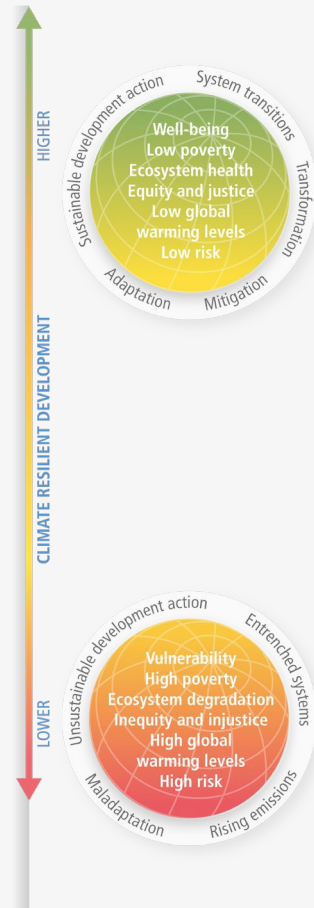 HIGHER
CLIMATE RESILIENT DEVELOPMENT
LOWER
Sustainable development action
System transitions
Transformation
Mitigation
Adaptation
Well-being
Low poverty
Ecosystem health
Equity and justice
Low global
warming levels
Low risk
Unsustainable development action
Entrenched systems
Rising emissions
Maladaptation
Vulnerability
High poverty
Ecosystem degradation
Inequity and injustice
High global
warming levels
High risk